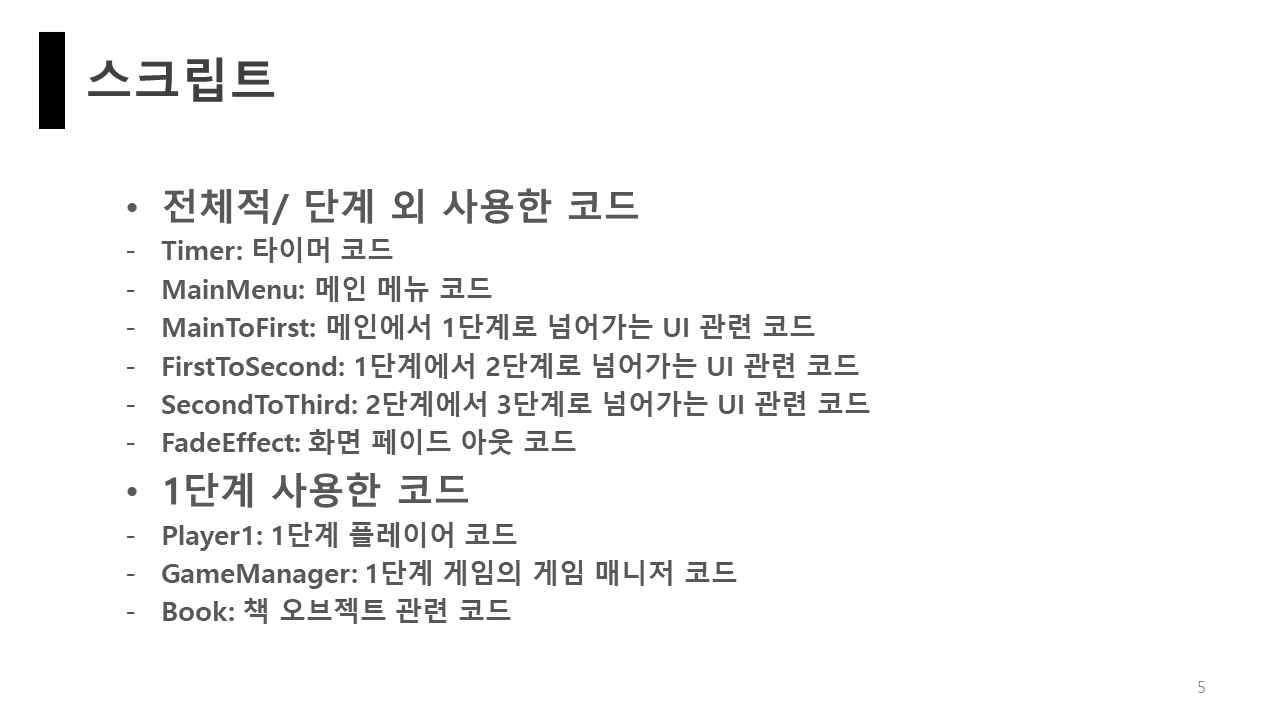 스크립트
• 전체적/ 단계 외 사용한 코드
- Timer: 타이머 코드
- MainMenu: 메인 메뉴 코드
- MainToFirst: 메인에서 1단계로 넘어가는 UI 관련 코드
- FirstToSecond: 1단계에서 2단계로 넘어가는 UI 관련 코드
- SecondToThird: 2단계에서 3단계로 넘어가는 UI 관련 코드
- FadeEffect: 화면 페이드 아웃 코드
• 1단계 사용한 코드
- Player1: 1단계 플레이어 코드
- GameManager: 1단계 게임의 게임 매니저 코드
- Book: 책 오브젝트 관련 코드
5